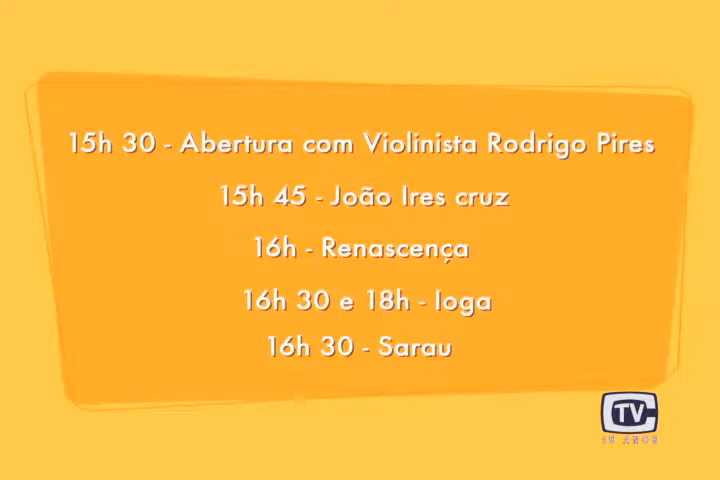 15h 30 - Abertura com Violinista Rodrigo Pires
15h 45 - João Ires cruz
16h - Renascença
16h 30 e 18h - Ioga
16h 30 - Sarau
TV